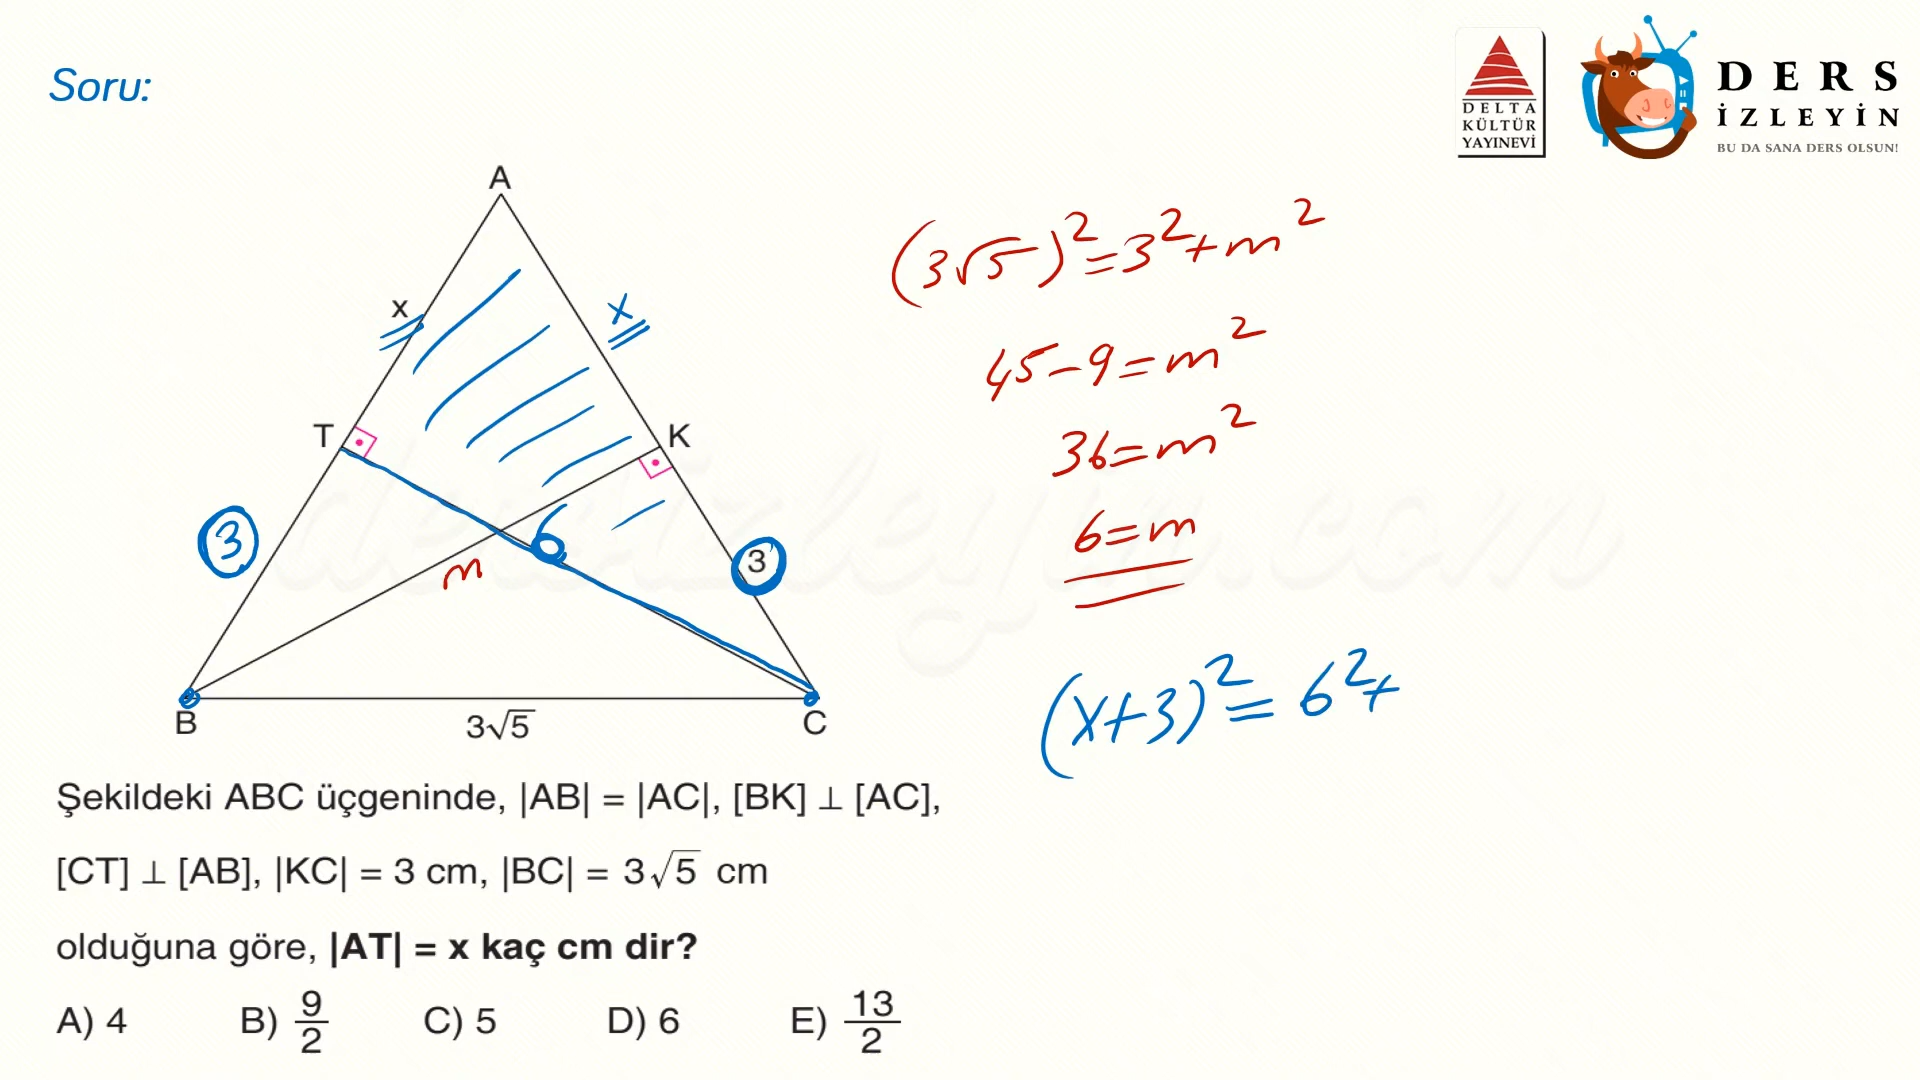 Soru:
DELTA
KÜLTÜR
YAYINEVİ
DERS
İZLEYİN
BU DA SANA DERS OLSUN!
A
x
x
T
K
3
6
3
m
B
C
3√5
(3√5)² = 3² + m²
45 - 9 = m²
36 = m²
6 = m
(x+3)² = 6² +
dersizleyin.com
Şekildeki ABC üçgeninde, |AB| = |AC|, [BK] ⊥ [AC],
[CT] ⊥ [AB], |KC| = 3 cm, |BC| = 3√5 cm
olduğuna göre, |AT| = x kaç cm dir?
A) 4 B) 9/2 C) 5 D) 6 E) 13/2